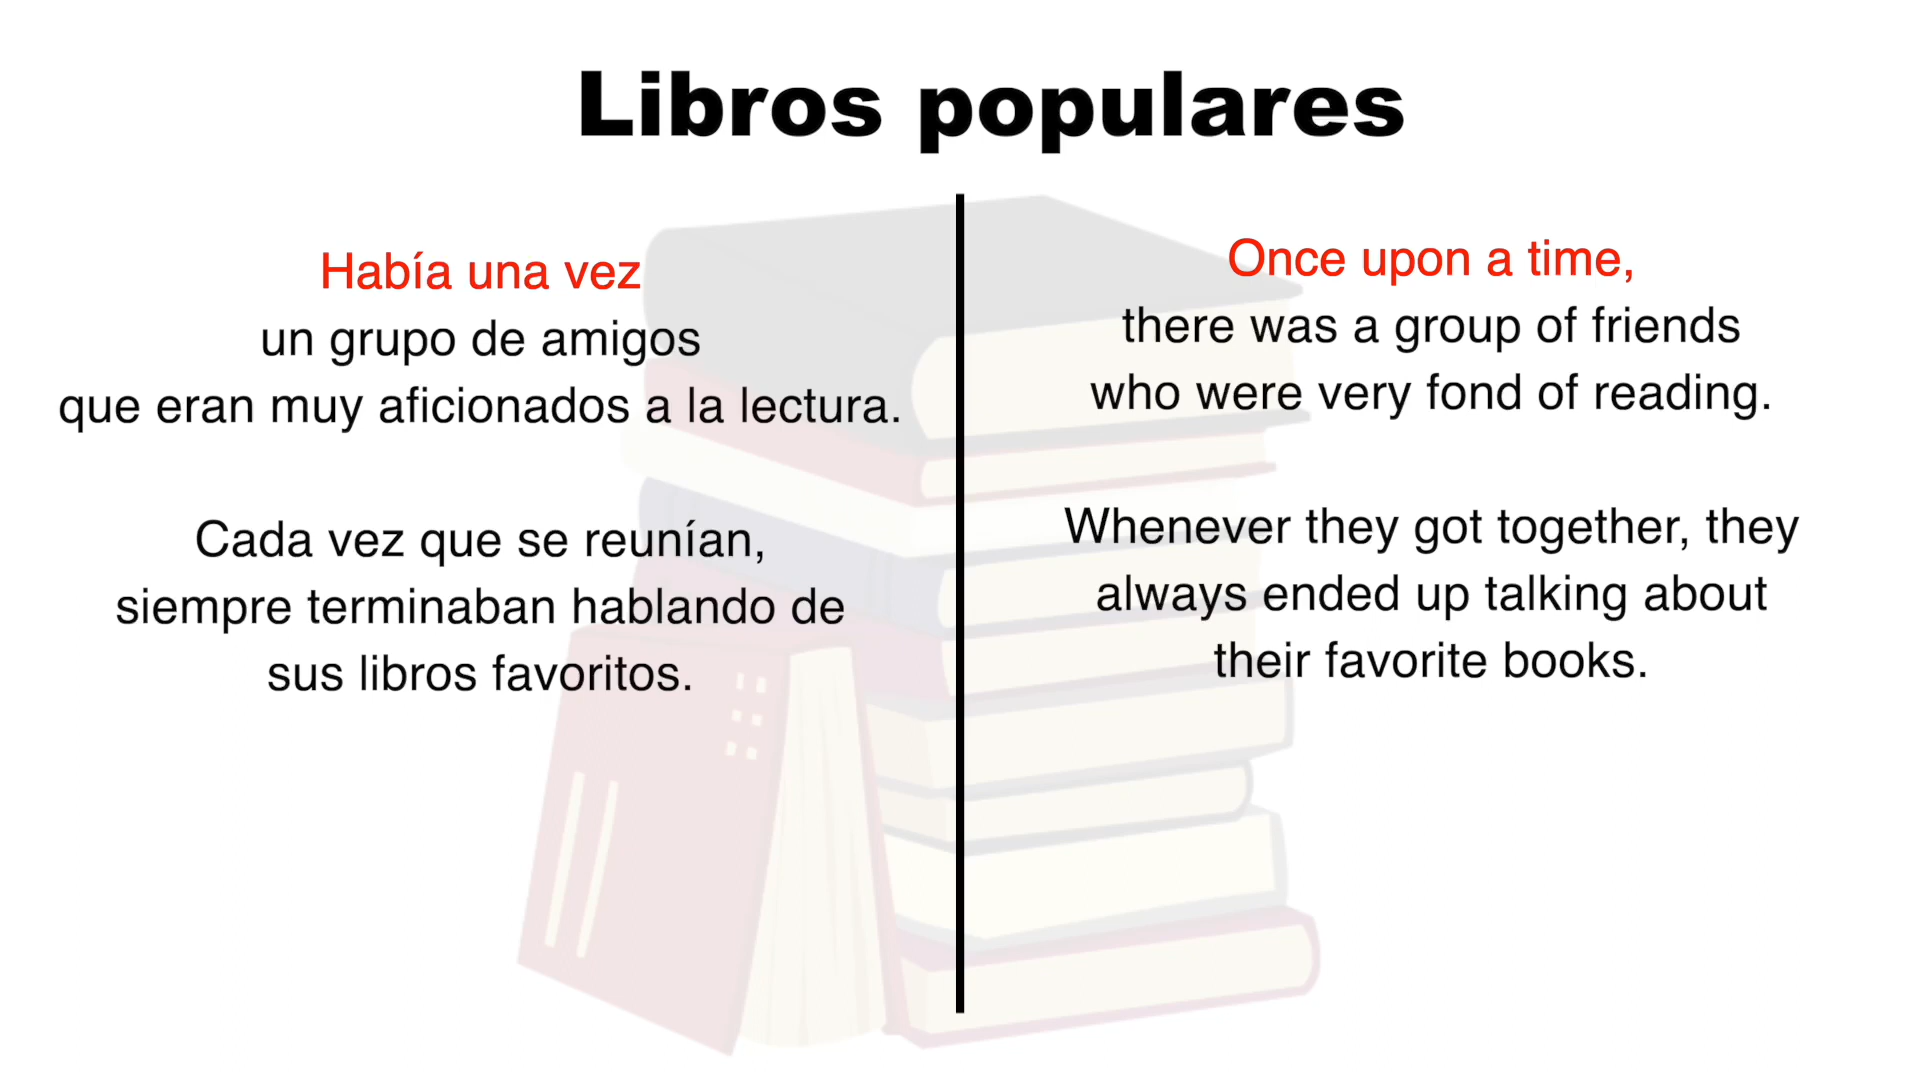 Libros populares
Había una vez
un grupo de amigos
que eran muy aficionados a la lectura.
Cada vez que se reunían,
siempre terminaban hablando de
sus libros favoritos.
Once upon a time,
there was a group of friends
who were very fond of reading.
Whenever they got together, they
always ended up talking about
their favorite books.